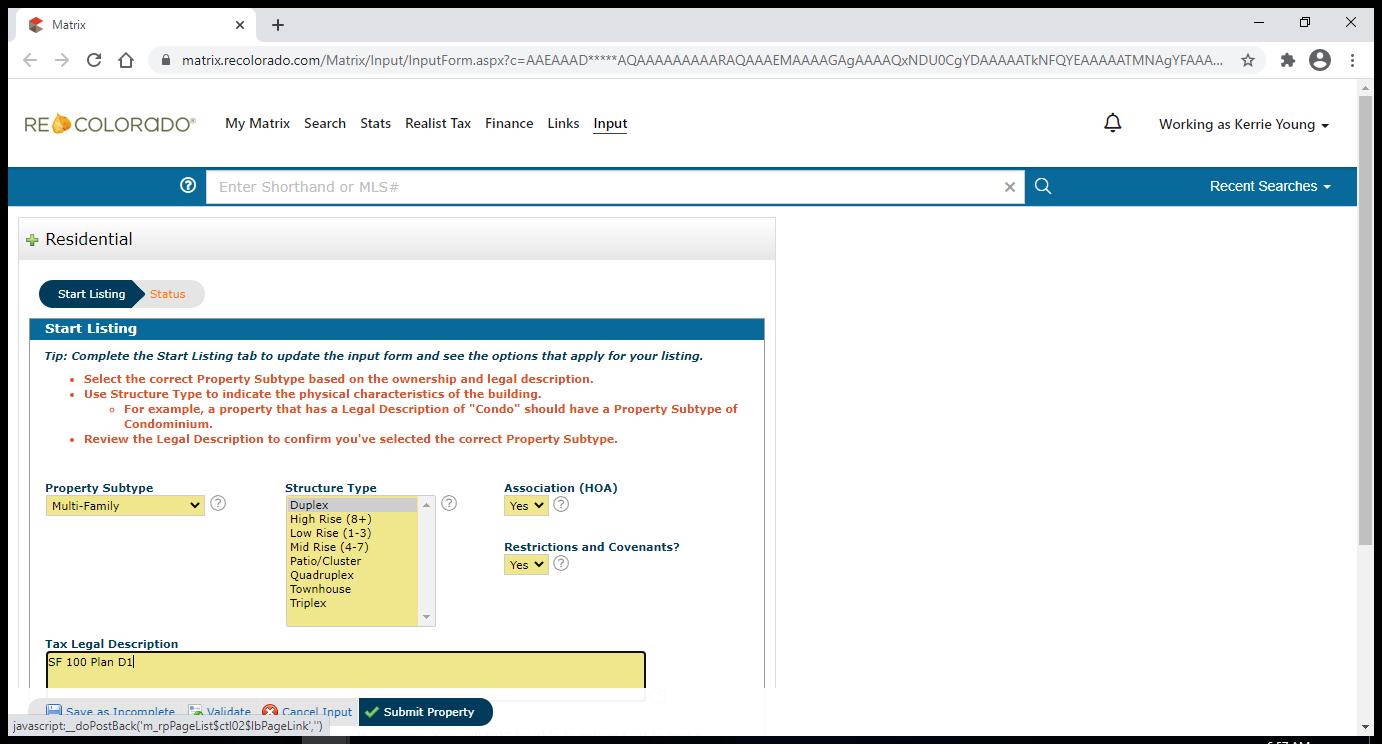 Matrix
matrix.recolorado.com/Matrix/Input/InputForm.aspx?c=AAEAAAD*****AQAAAAAAAAARAQAAAEMAAAAGAgAAAAQxNDU0CgYDAAAAATkNFQYEAAAAATMNAgYFAAA...
RECOLORADO®
My Matrix Search Stats Realist Tax Finance Links Input
Working as Kerrie Young
Enter Shorthand or MLS#
Recent Searches
Residential
Start Listing Status
Start Listing
Tip: Complete the Start Listing tab to update the input form and see the options that apply for your listing.
• Select the correct Property Subtype based on the ownership and legal description.
• Use Structure Type to indicate the physical characteristics of the building.
◦ For example, a property that has a Legal Description of "Condo" should have a Property Subtype of
Condominium.
• Review the Legal Description to confirm you've selected the correct Property Subtype.
Property Subtype
Multi-Family
Structure Type
Duplex
High Rise (8+)
Low Rise (1-3)
Mid Rise (4-7)
Patio/Cluster
Quadruplex
Townhouse
Triplex
Association (HOA)
Yes
Restrictions and Covenants?
Yes
Tax Legal Description
SF 100 Plan D1
Save as Incomplete Validate Cancel Input Submit Property
javascript:__doPostBack('m_rpPageList$ctl02$lbPageLink','')